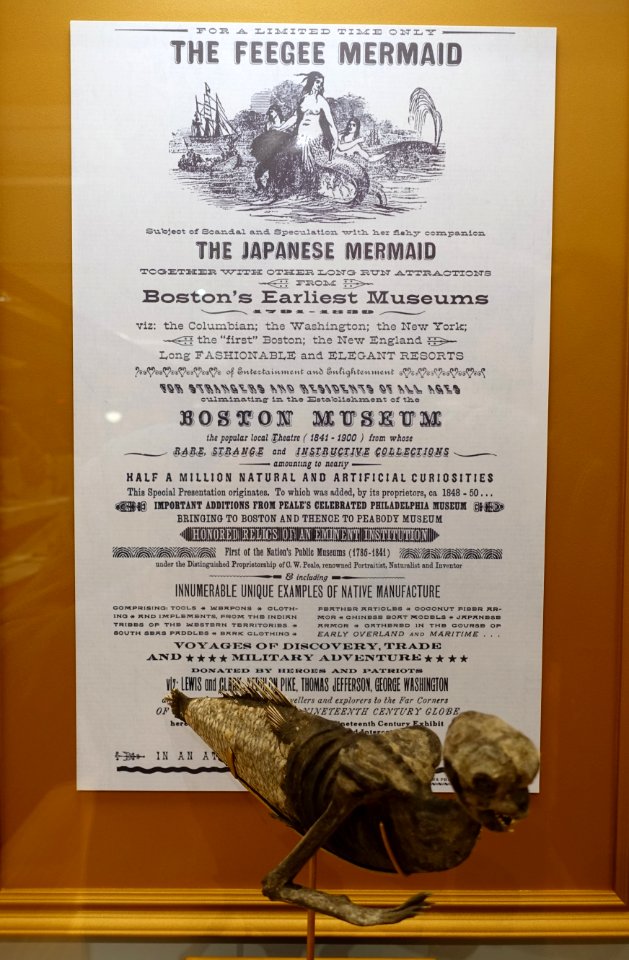 FOR A LIMITED TIME ONLY
THE FEEGEE MERMAID
Subject of Scandal and Speculation with her fishy companion
THE JAPANESE MERMAID
TOGETHER WITH OTHER LONG RUN ATTRACTIONS
FROM
Boston's Earliest Museums
1791-1839
viz: the Columbian; the Washington; the New York;
the "first" Boston; the New England
Long FASHIONABLE and ELEGANT RESORTS
of Entertainment and Enlightenment
FOR STRANGERS AND RESIDENTS OF ALL AGES
culminating in the Establishment of the
BOSTON MUSEUM
the popular local Theatre (1841-1900) from whose
RARE, STRANGE and INSTRUCTIVE COLLECTIONS
amounting to nearly
HALF A MILLION NATURAL AND ARTIFICIAL CURIOSITIES
This Special Presentation originates. To which was added, by its proprietors, ca 1848-50...
IMPORTANT ADDITIONS FROM PEALE'S CELEBRATED PHILADELPHIA MUSEUM
BRINGING TO BOSTON AND THENCE TO PEABODY MUSEUM
HONORED RELICS OF AN EMINENT INSTITUTION
First of the Nation's Public Museums (1786-1841)
under the Distinguished Proprietorship of C. W. Peale, renowned Portraitist, Naturalist and Inventor
& including
INNUMERABLE UNIQUE EXAMPLES OF NATIVE MANUFACTURE
COMPRISING: TOOLS ★ WEAPONS ★ CLOTH-
ING ★ AND IMPLEMENTS, FROM THE INDIAN
TRIBES OF THE WESTERN TERRITORIES ★
SOUTH SEAS PADDLES ★ BARK CLOTHING ★
FEATHER ARTICLES ★ COCONUT FIBER AR-
MOR ★ CHINESE BOAT MODELS ★ JAPANESE
ARMOR ★ GATHERED IN THE COURSE OF
EARLY OVERLAND and MARITIME ...
VOYAGES OF DISCOVERY, TRADE
AND ★★★★ MILITARY ADVENTURE ★★★★
DONATED BY HEROES AND PATRIOTS
viz: LEWIS and CLARK, PIKE, THOMAS JEFFERSON, GEORGE WASHINGTON
and explorers to the Far Corners
OF NINETEENTH CENTURY GLOBE
Nineteenth Century Exhibit
IN AN